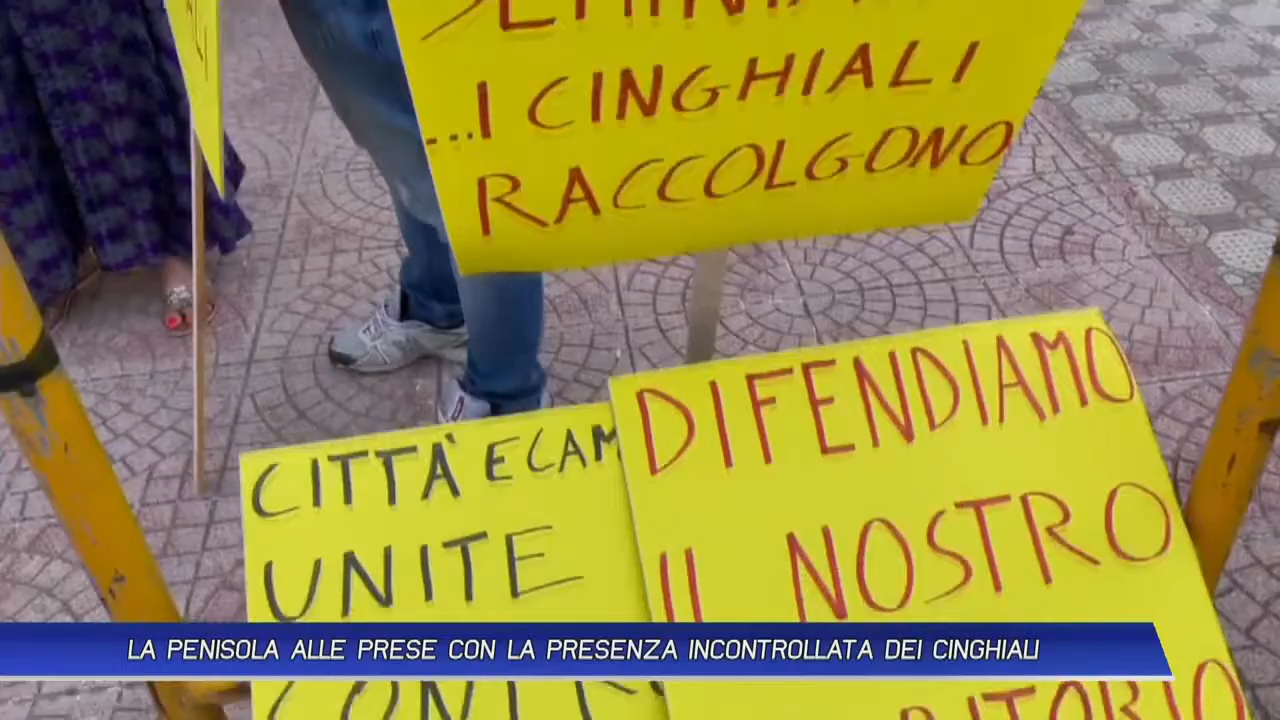 ...I CINGHIALI
RACCOLGONO
CITTÀ E CAM
UNITE
DIFENDIAMO
IL NOSTRO
LA PENISOLA ALLE PRESE CON LA PRESENZA INCONTROLLATA DEI CINGHIALI